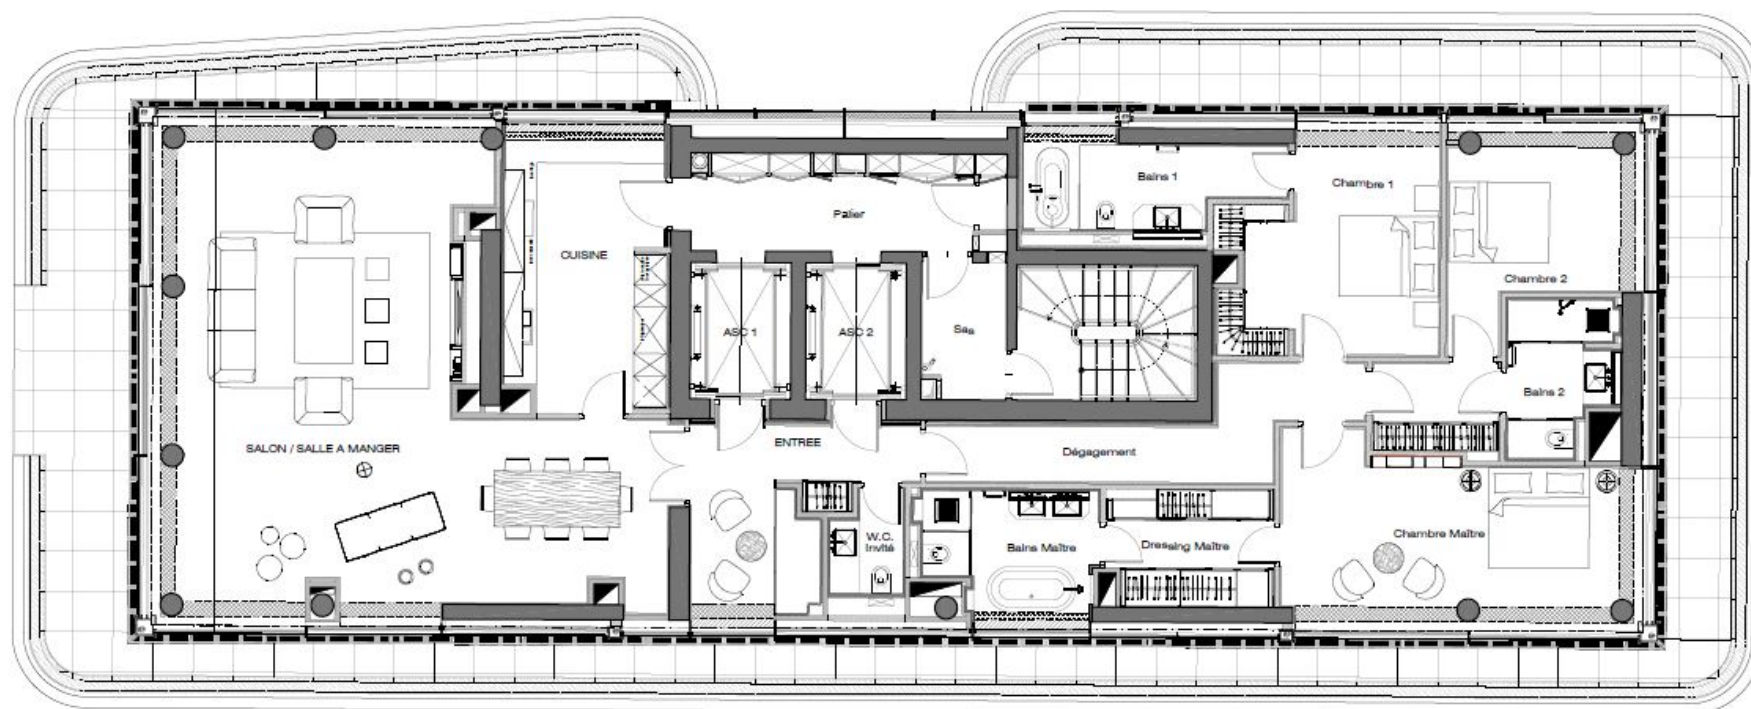 Bains 1
Chambre 1
Palier
CUISINE
Chambre 2
ASC 1
ASC 2
Sas
Bains 2
SALON / SALLE A MANGER
ENTREE
Dégagement
W.C.
Invité
Bains Maître
Dressing Maître
Chambre Maître